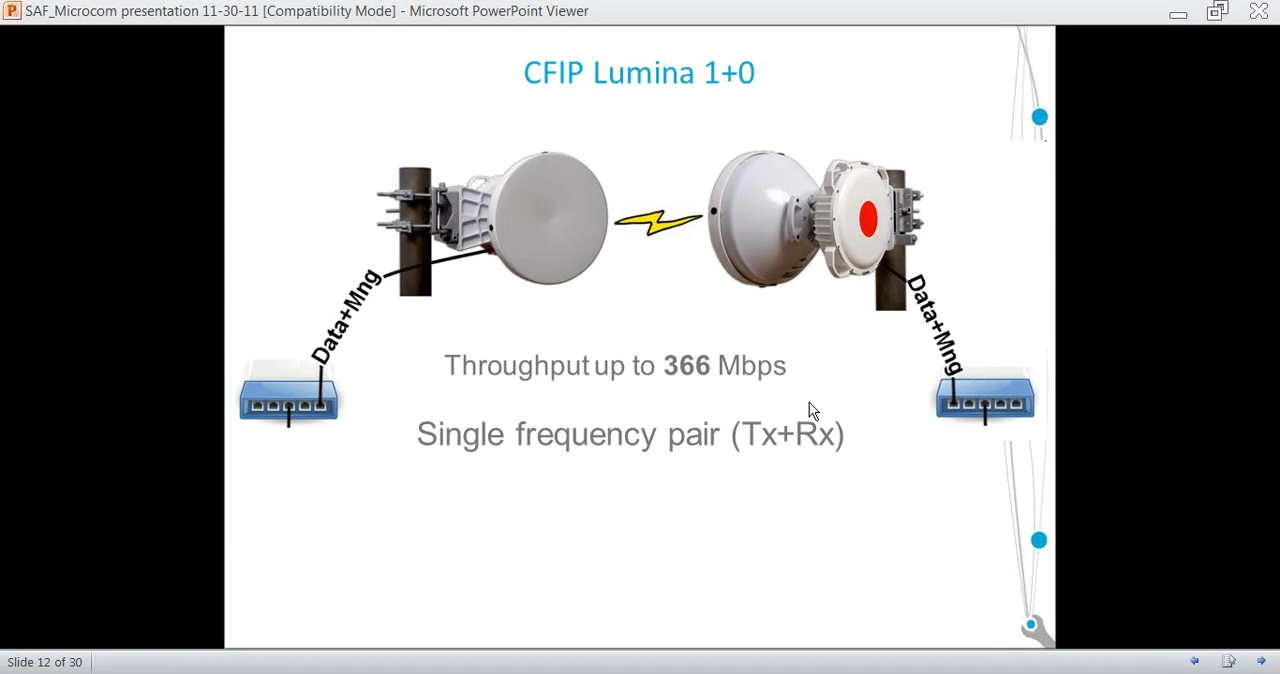 SAF_Microcom presentation 11-30-11 [Compatibility Mode] - Microsoft PowerPoint Viewer
CFIP Lumina 1+0
Data+Mng
Data+Mng
Throughput up to 366 Mbps
Single frequency pair (Tx+Rx)
Slide 12 of 30